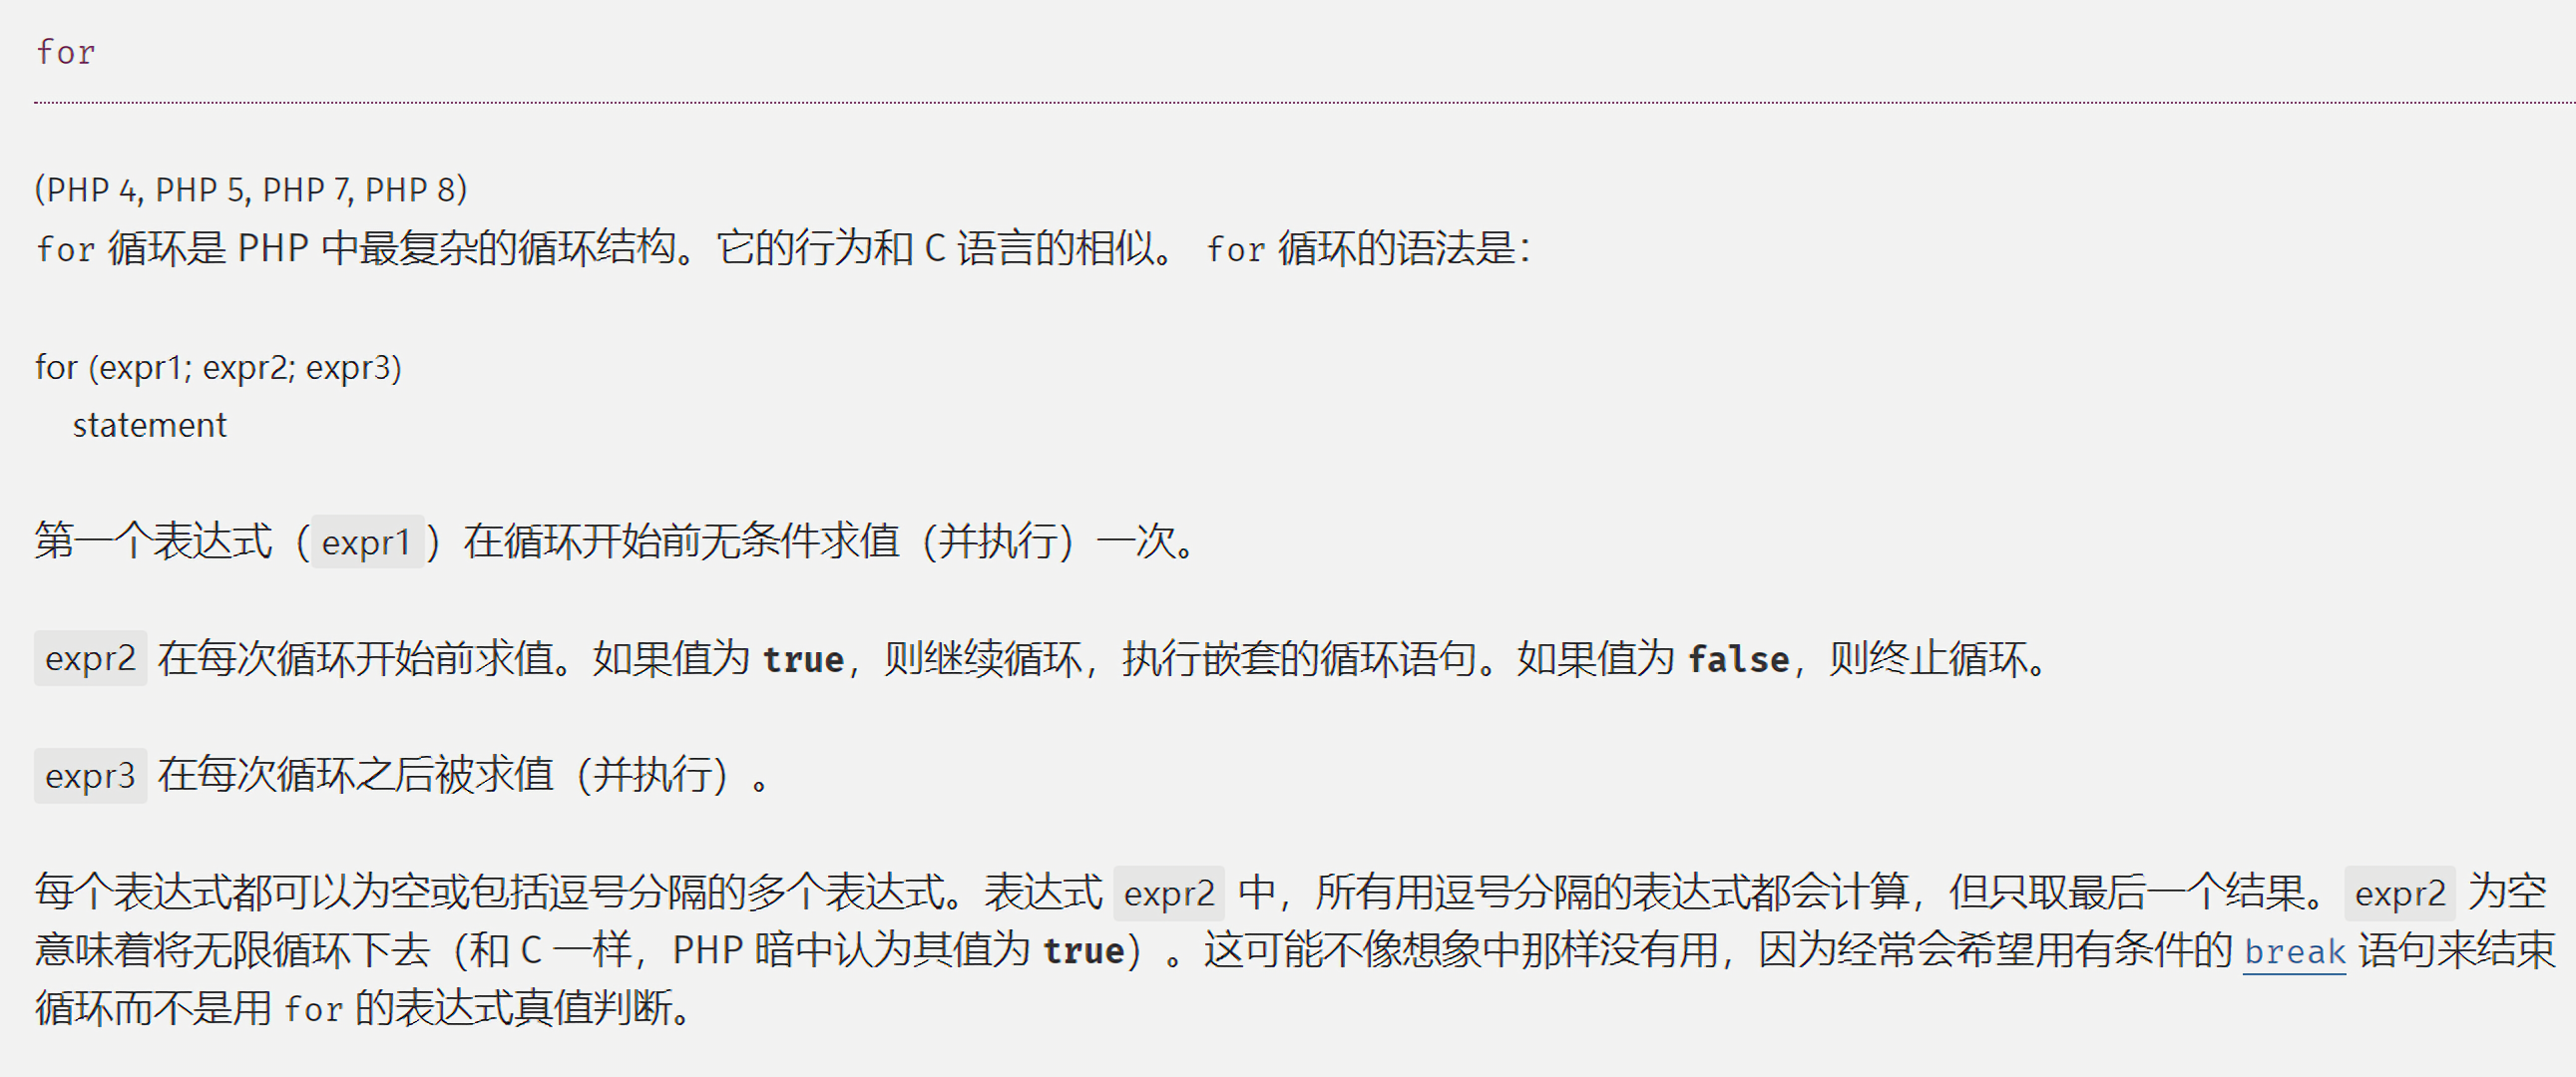 for
(PHP 4, PHP 5, PHP 7, PHP 8)
for 循环是 PHP 中最复杂的循环结构。它的行为和 C 语言的相似。 for 循环的语法是：
for (expr1; expr2; expr3)
statement
第一个表达式（expr1）在循环开始前无条件求值（并执行）一次。
expr2 在每次循环开始前求值。如果值为 true，则继续循环，执行嵌套的循环语句。如果值为 false，则终止循环。
expr3 在每次循环之后被求值（并执行）。
每个表达式都可以为空或包括逗号分隔的多个表达式。表达式 expr2 中，所有用逗号分隔的表达式都会计算，但只取最后一个结果。expr2 为空
意味着将无限循环下去（和 C 一样，PHP 暗中认为其值为 true）。这可能不像想象中那样没有用，因为经常会希望用有条件的 break 语句来结束
循环而不是用 for 的表达式真值判断。